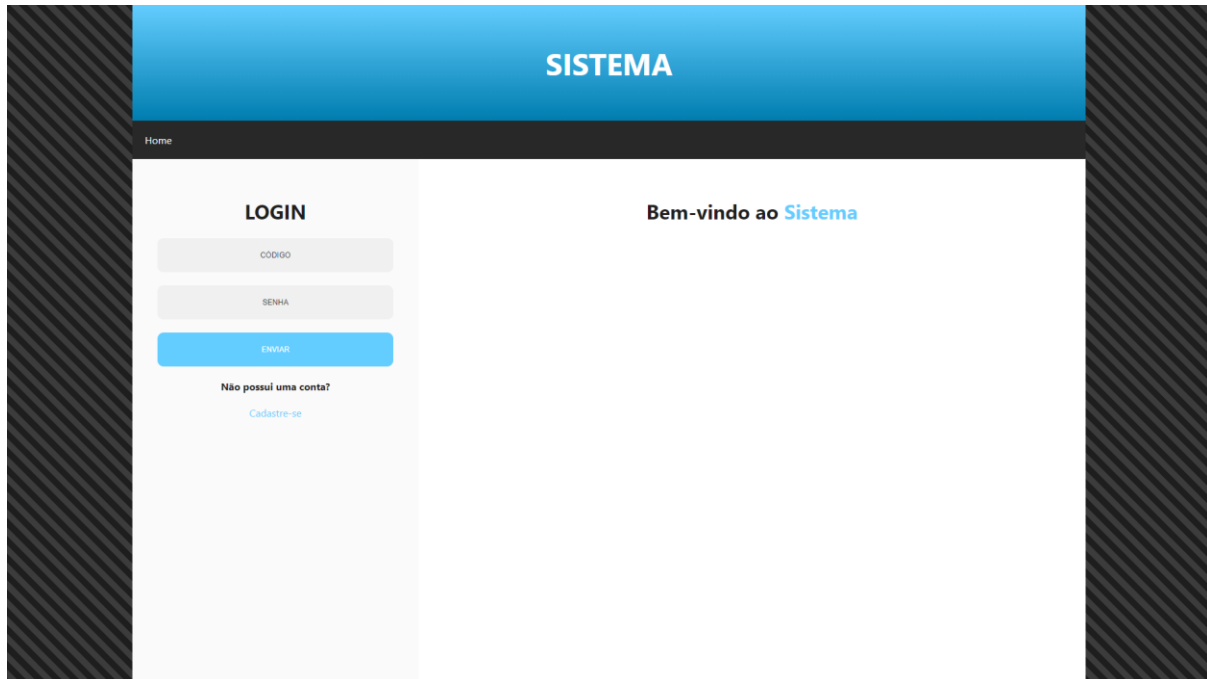 SISTEMA
Home
LOGIN
CÓDIGO
SENHA
ENVIAR
Não possui uma conta?
Cadastre-se
Bem-vindo ao Sistema